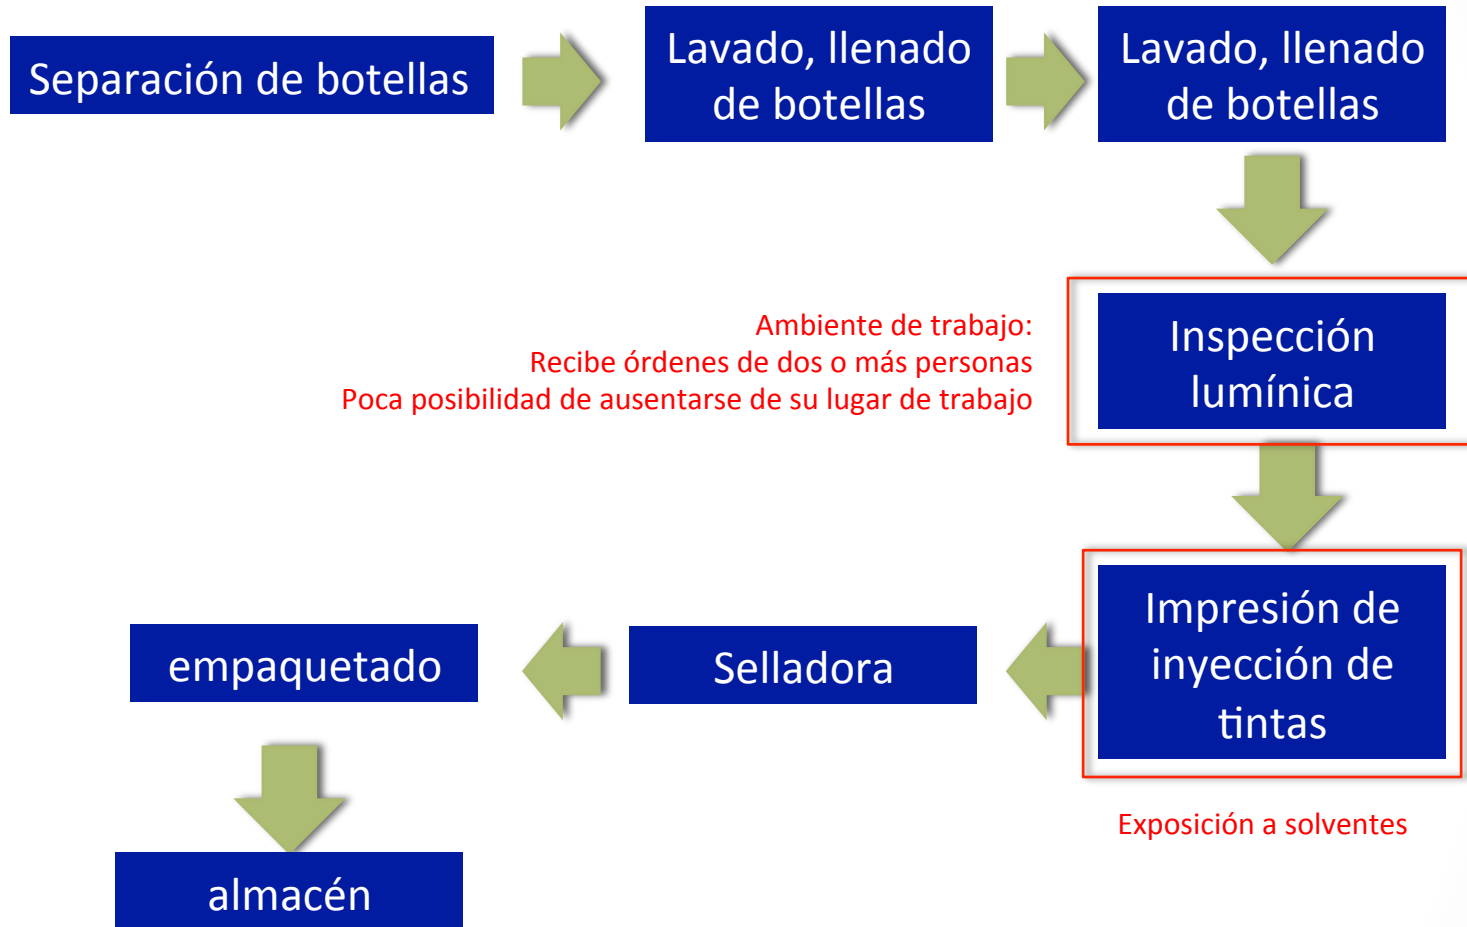 Separación de botellas
Lavado, llenado
de botellas
Lavado, llenado
de botellas
Ambiente de trabajo:
Recibe órdenes de dos o más personas
Poca posibilidad de ausentarse de su lugar de trabajo
Inspección
lumínica
Impresión de
inyección de
tintas
Exposición a solventes
Selladora
empaquetado
almacén